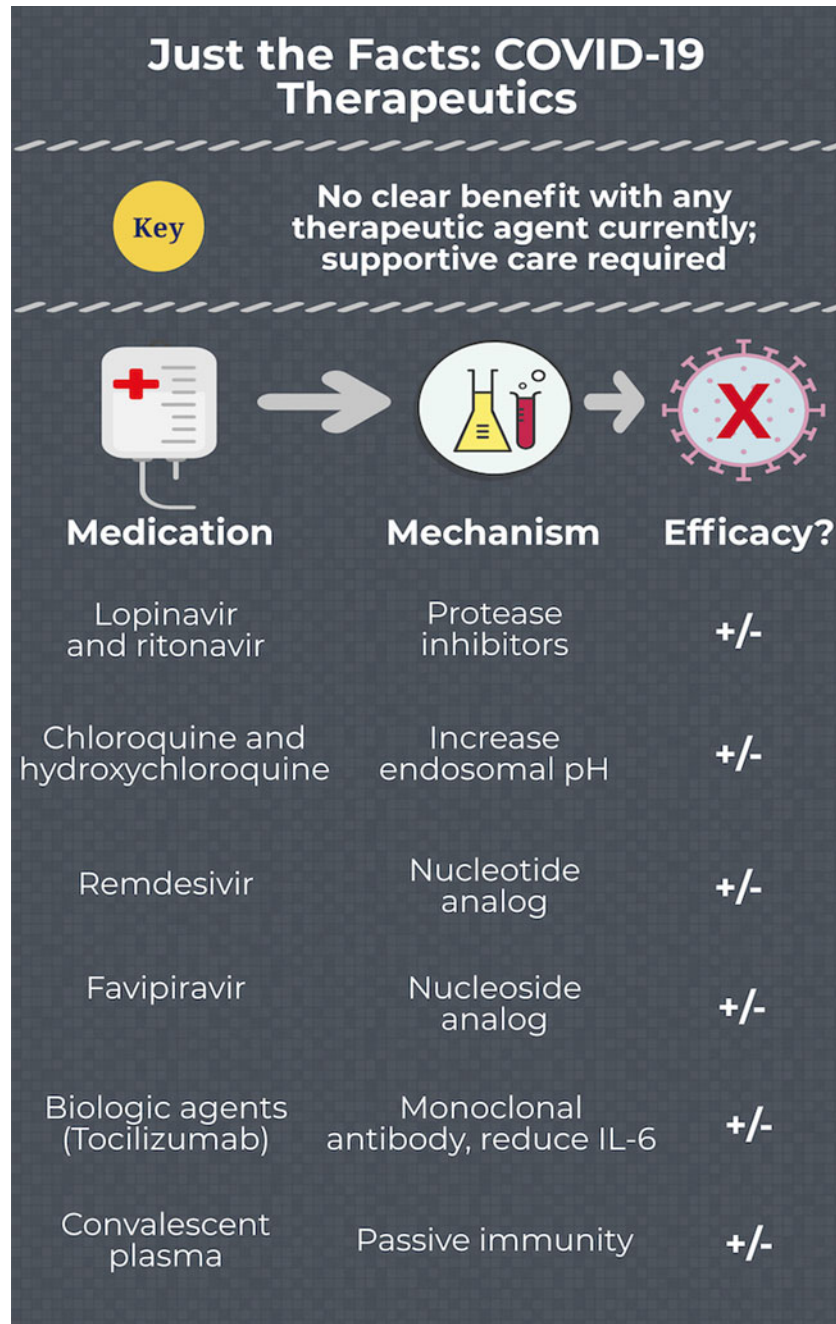 Just the Facts: COVID-19
Therapeutics
Key
No clear benefit with any
therapeutic agent currently;
supportive care required
X
Medication
Mechanism
Efficacy?
Lopinavir
and ritonavir
Protease
inhibitors
+/-
Chloroquine and
hydroxychloroquine
Increase
endosomal pH
+/-
Remdesivir
Nucleotide
analog
+/-
Favipiravir
Nucleoside
analog
+/-
Biologic agents
(Tocilizumab)
Monoclonal
antibody, reduce IL-6
+/-
Convalescent
plasma
Passive immunity
+/-